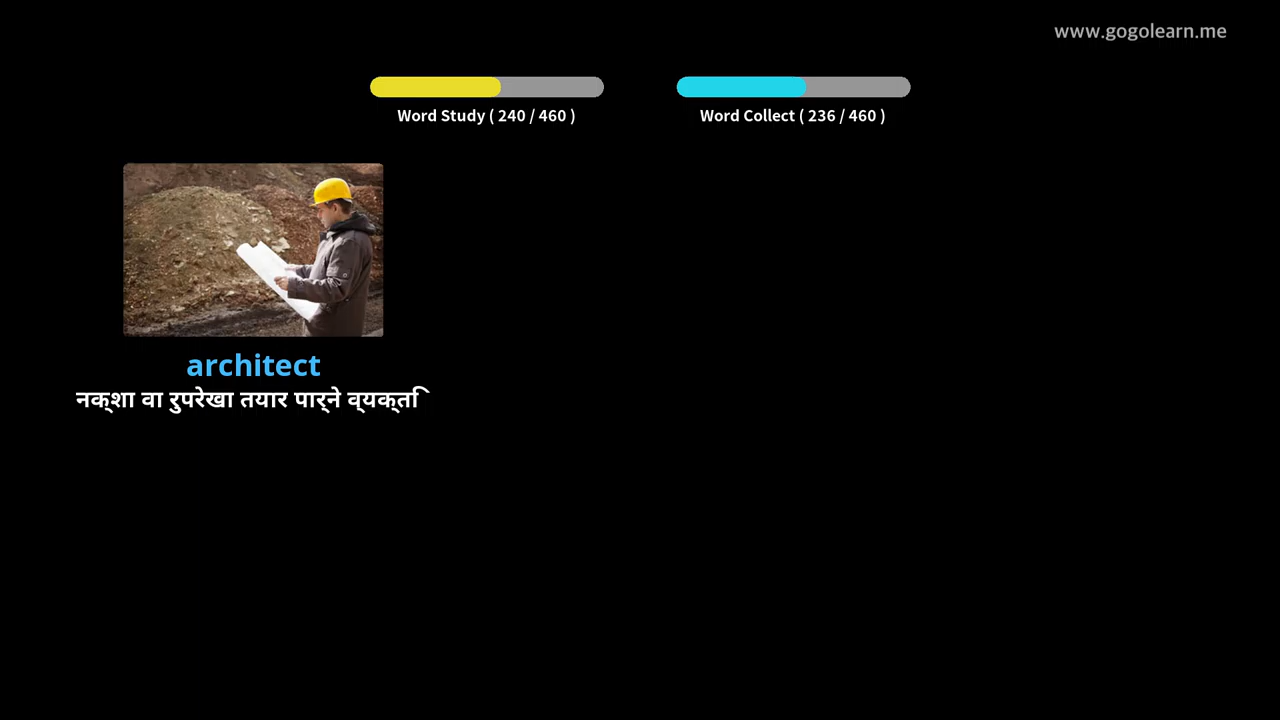 www.gogolearn.me
Word Study ( 240 / 460 )
Word Collect ( 236 / 460 )
architect
नक्शा वा रुपरेखा तयार पार्ने व्यक्ति